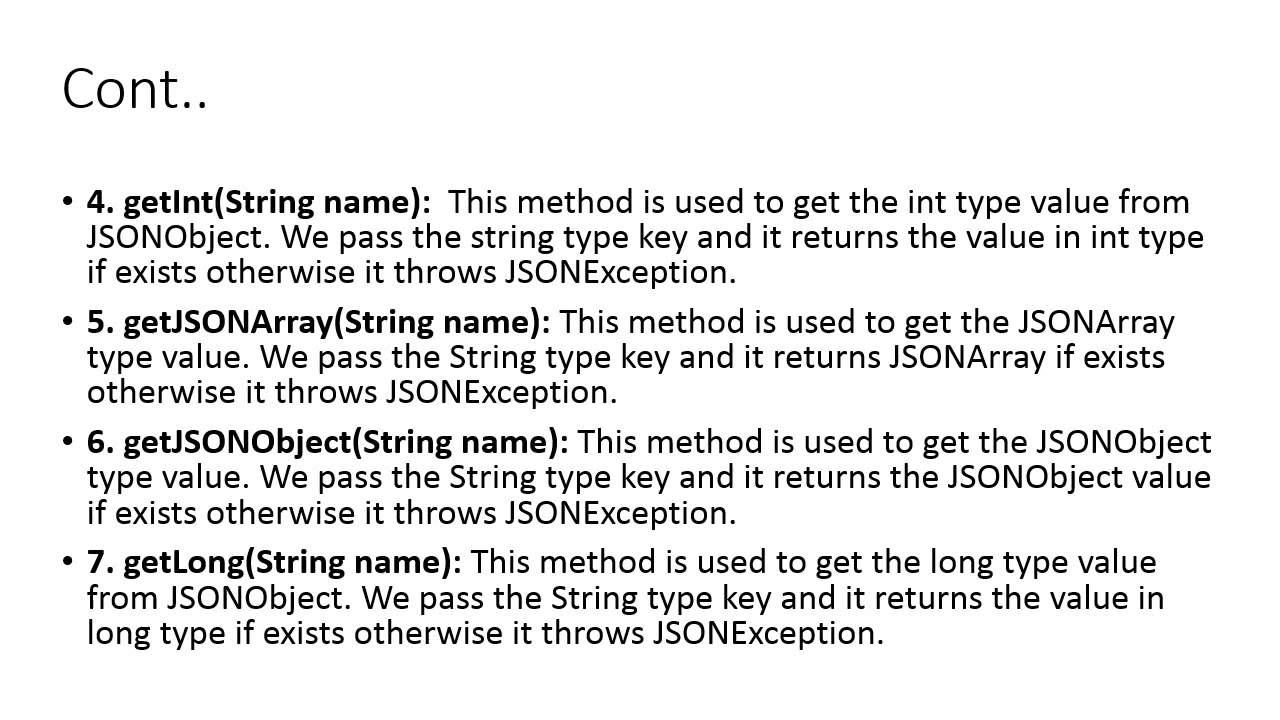 Cont..
• 4. getInt(String name):  This method is used to get the int type value from
JSONObject. We pass the string type key and it returns the value in int type
if exists otherwise it throws JSONException.
• 5. getJSONArray(String name): This method is used to get the JSONArray
type value. We pass the String type key and it returns JSONArray if exists
otherwise it throws JSONException.
• 6. getJSONObject(String name): This method is used to get the JSONObject
type value. We pass the String type key and it returns the JSONObject value
if exists otherwise it throws JSONException.
• 7. getLong(String name): This method is used to get the long type value
from JSONObject. We pass the String type key and it returns the value in
long type if exists otherwise it throws JSONException.